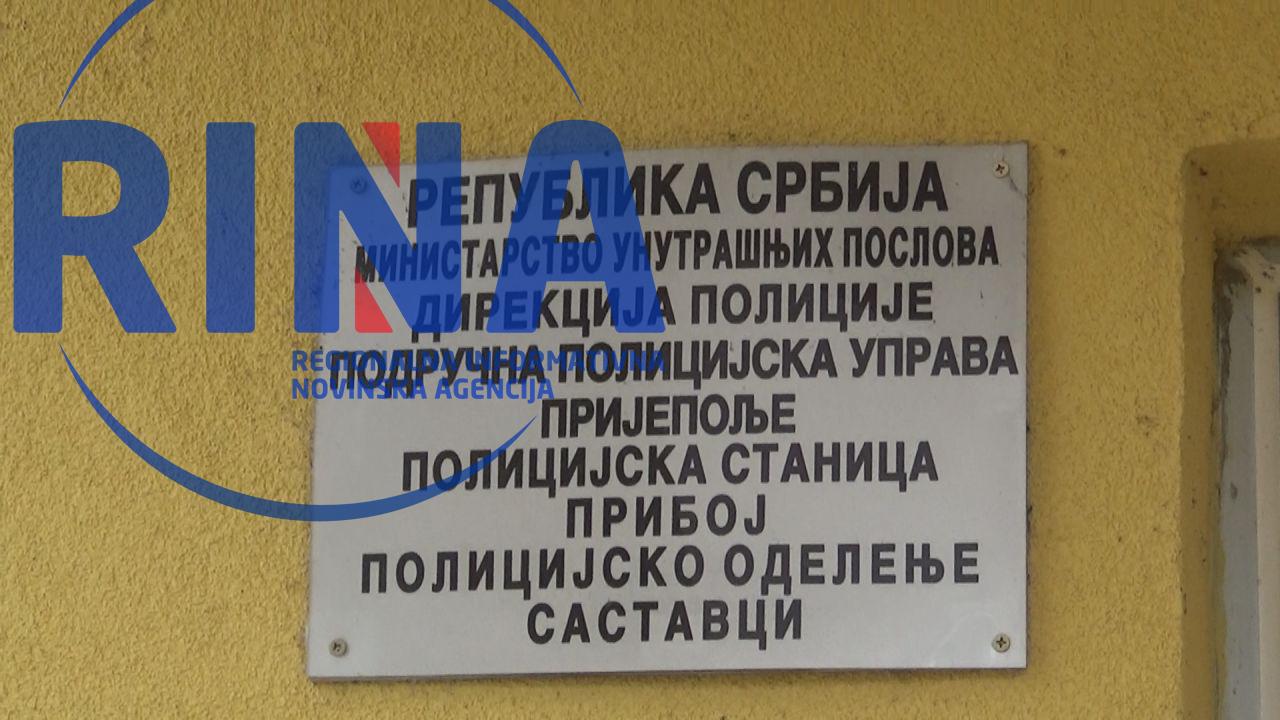 RINA
REGIONALNA INFORMATIVNA
NOVINSKA AGENCIJA
РЕПУБЛИКА СРБИЈА
МИНИСТАРСТВО УНУТРАШЊИХ ПОСЛОВА
ДИРЕКЦИЈА ПОЛИЦИЈЕ
ПОДРУЧНА ПОЛИЦИЈСКА УПРАВА
ПРИЈЕПОЉЕ
ПОЛИЦИЈСКА СТАНИЦА
ПРИБОЈ
ПОЛИЦИЈСКО ОДЕЛЕЊЕ
САСТАВЦИ